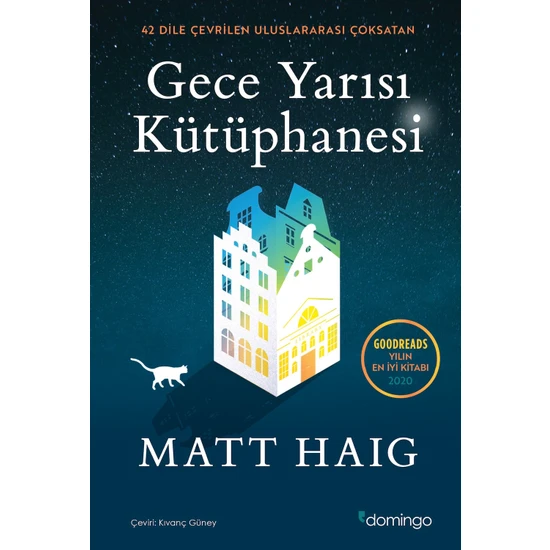 42 DİLE ÇEVRİLEN ULUSLARARASI ÇOKSATAN
Gece Yarısı
Kütüphanesi
GOODREADS
YILIN
EN İYİ KİTABI
2020
MATT HAIG
Çeviri: Kıvanç Güney
domingo